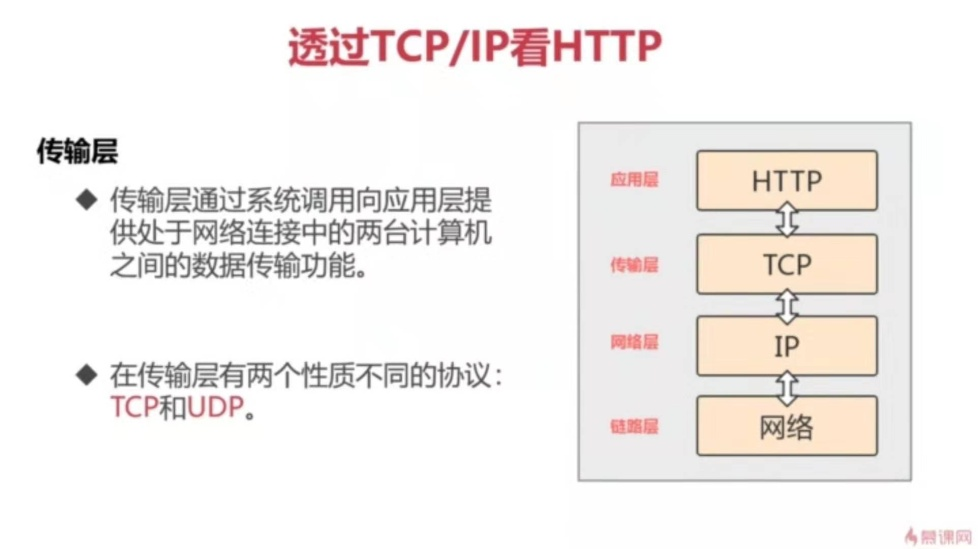 透过TCP/IP看HTTP
传输层
◆ 传输层通过系统调用向应用层提
供处于网络连接中的两台计算机
之间的数据传输功能。
◆ 在传输层有两个性质不同的协议：
TCP和UDP。
应用层 HTTP
传输层 TCP
网络层 IP
链路层 网络
慕课网